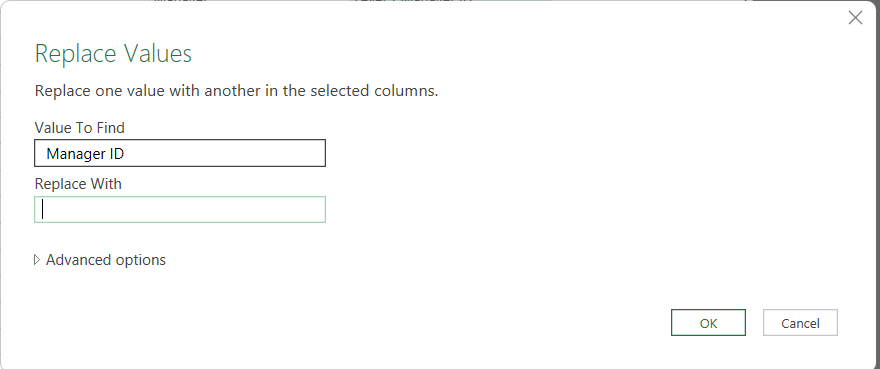 Replace Values
Replace one value with another in the selected columns.
Value To Find
Manager ID
Replace With
Advanced options
OK
Cancel